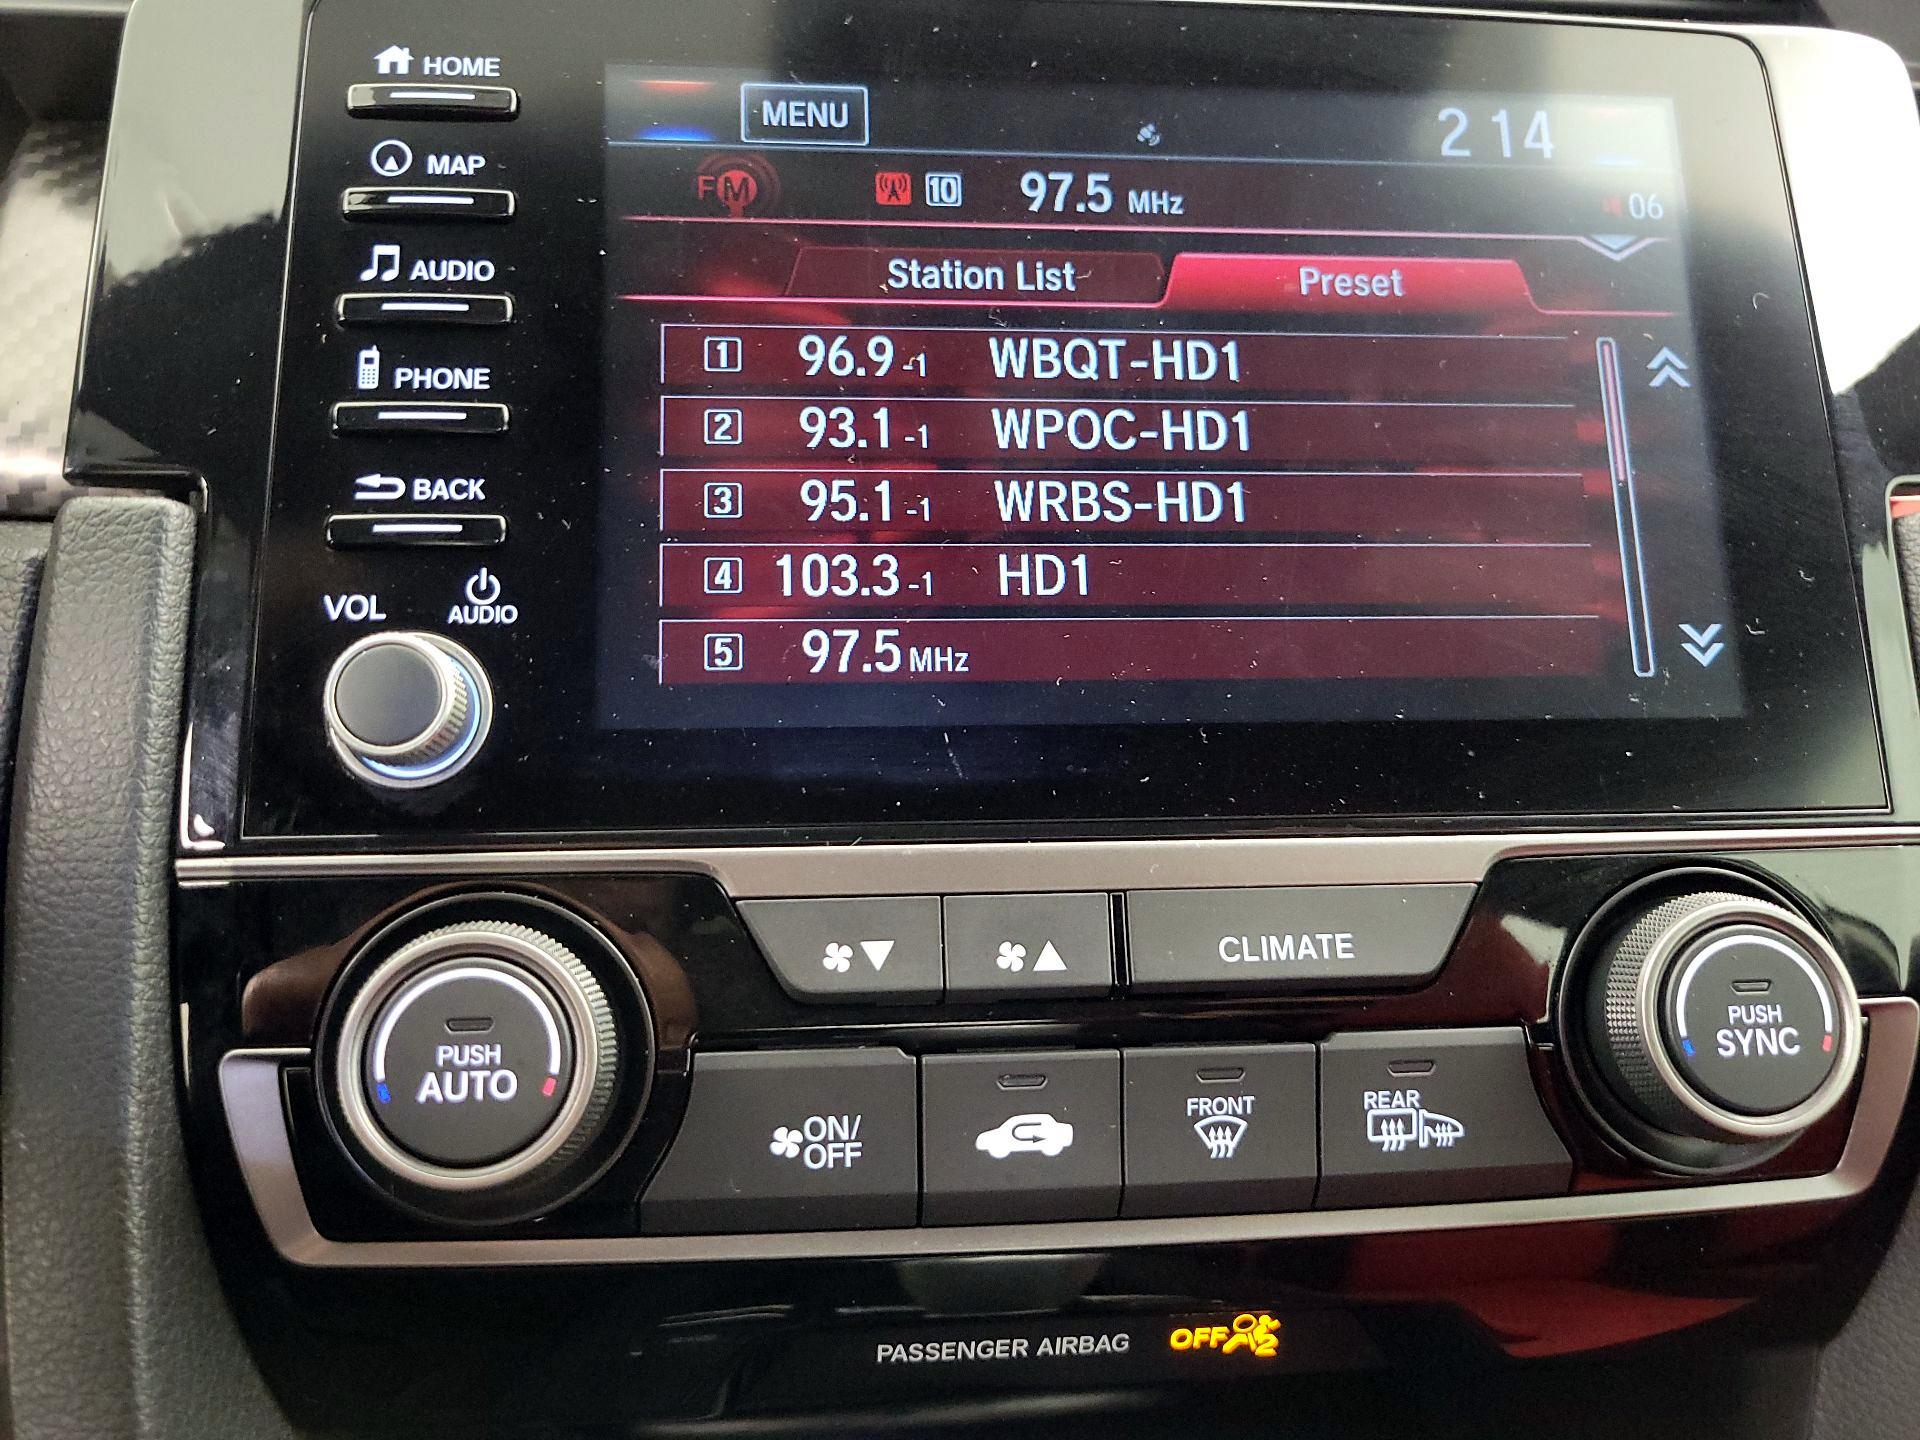 HOME
MAP
AUDIO
PHONE
BACK
VOL
AUDIO
MENU
2 14
FM
10 97.5 MHz
06
Station List
Preset
1 96.9 -1 WBQT-HD1
2 93.1 -1 WPOC-HD1
3 95.1 -1 WRBS-HD1
4 103.3 -1 HD1
5 97.5 MHz
CLIMATE
PUSH
AUTO
PUSH
SYNC
ON/
OFF
FRONT
REAR
PASSENGER AIRBAG OFF 2